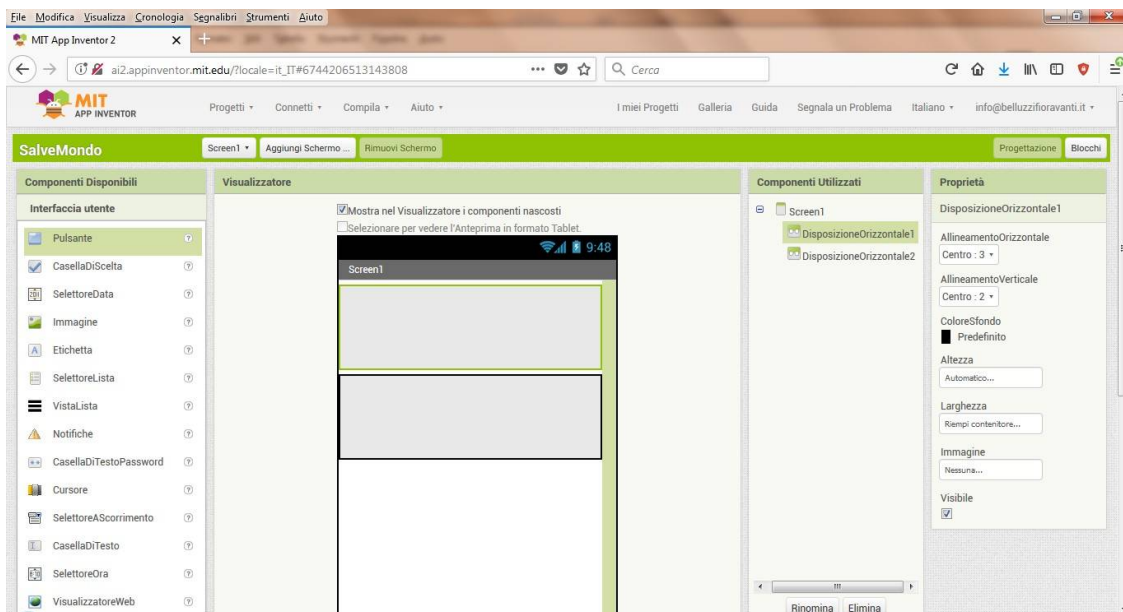 File Modifica Visualizza Cronologia Segnalibri Strumenti Aiuto
MIT App Inventor 2
ai2.appinventor.mit.edu/?locale=it_IT#6744206513143808
Cerca
MIT
APP INVENTOR
Progetti Connetti Compila Aiuto
I miei Progetti Galleria Guida Segnala un Problema Italiano info@belluzzifioravanti.it
SalveMondo
Screen1 Aggiungi Schermo ... Rimuovi Schermo
Progettazione Blocchi
Componenti Disponibili
Interfaccia utente
Pulsante
CasellaDiScelta
SelettoreData
Immagine
Etichetta
SelettoreLista
VistaLista
Notifiche
CasellaDiTestoPassword
Cursore
SelettoreAScorrimento
CasellaDiTesto
SelettoreOra
VisualizzatoreWeb
Visualizzatore
Mostra nel Visualizzatore i componenti nascosti
Selezionare per vedere l'Anteprima in formato Tablet.
9:48
Screen1
Componenti Utilizzati
Screen1
DisposizioneOrizzontale1
DisposizioneOrizzontale2
Rinomina Elimina
Proprietà
DisposizioneOrizzontale1
AllineamentoOrizzontale
Centro : 3
AllineamentoVerticale
Centro : 2
ColoreSfondo
Predefinito
Altezza
Automatico...
Larghezza
Riempi contenitore...
Immagine
Nessuna...
Visibile